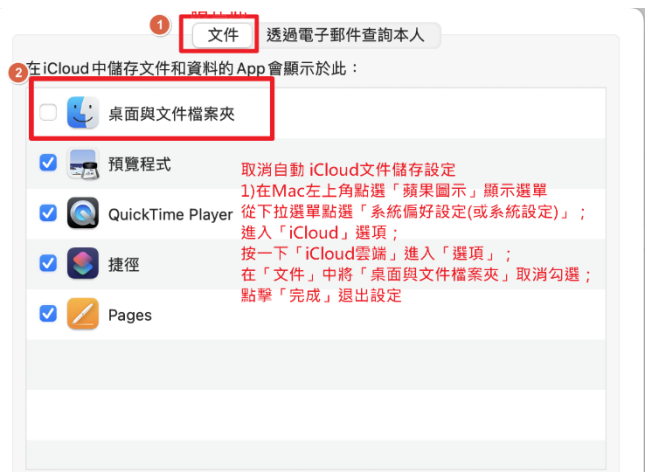 1
文件
透過電子郵件查詢本人
2
在iCloud中儲存文件和資料的App會顯示於此：
桌面與文件檔案夾
預覽程式
QuickTime Player
捷徑
Pages
取消自動 iCloud文件儲存設定
1)在Mac左上角點選「蘋果圖示」顯示選單
從下拉選單點選「系統偏好設定(或系統設定)」；
進入「iCloud」選項；
按一下「iCloud雲端」進入「選項」；
在「文件」中將「桌面與文件檔案夾」取消勾選；
點擊「完成」退出設定